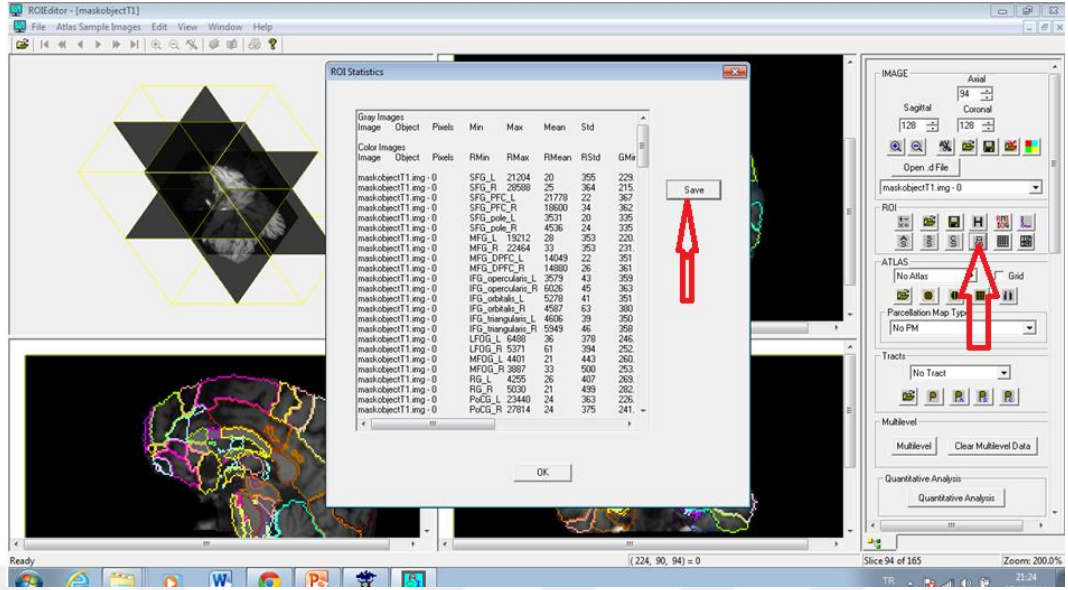 ROIEditor - [maskobjectT1]
File Atlas Sample Images Edit View Window Help
ROI Statistics
Gray Images
Image Object Pixels Min Max Mean Std
Color Images
Image Object Pixels RMin RMax RMean RStd GMir
maskobjectT1.img - 0 SFG_L 21204 20 355 229.
maskobjectT1.img - 0 SFG_R 28588 25 364 215.
maskobjectT1.img - 0 SFG_PFC_L 21778 22 367
maskobjectT1.img - 0 SFG_PFC_R 18600 34 362
maskobjectT1.img - 0 SFG_pole_L 3531 20 335
maskobjectT1.img - 0 SFG_pole_R 4536 24 335
maskobjectT1.img - 0 MFG_L 19212 28 353 220.
maskobjectT1.img - 0 MFG_R 22464 33 353 231.
maskobjectT1.img - 0 MFG_DPFC_L 14049 22 351
maskobjectT1.img - 0 MFG_DPFC_R 14880 26 361
maskobjectT1.img - 0 IFG_opercularis_L 3579 43 359
maskobjectT1.img - 0 IFG_opercularis_R 6026 45 363
maskobjectT1.img - 0 IFG_orbitalis_L 5278 41 351
maskobjectT1.img - 0 IFG_orbitalis_R 4587 63 380
maskobjectT1.img - 0 IFG_triangularis_L 4606 39 350
maskobjectT1.img - 0 IFG_triangularis_R 5949 46 358
maskobjectT1.img - 0 LFOG_L 6488 36 378 246.
maskobjectT1.img - 0 LFOG_R 5371 61 394 252.
maskobjectT1.img - 0 MFOG_L 4401 21 443 260.
maskobjectT1.img - 0 MFOG_R 3887 33 500 253.
maskobjectT1.img - 0 RG_L 4255 26 407 269.
maskobjectT1.img - 0 RG_R 5030 21 499 282.
maskobjectT1.img - 0 PoCG_L 23440 24 363 226.
maskobjectT1.img - 0 PoCG_R 27814 24 375 241.
Save
OK
IMAGE
Axial
94
Sagittal Coronal
128 128
Open .d File
maskobjectT1.img - 0
ROI
ATLAS
No Atlas Grid
Parcellation Map Type
No PM
Tracts
No Tract
Multilevel
Multilevel Clear Multilevel Data
Quantitative Analysis
Quantitative Analysis
Ready (224, 90, 94) = 0 Slice 94 of 165 Zoom: 200.0%
TR 21:24